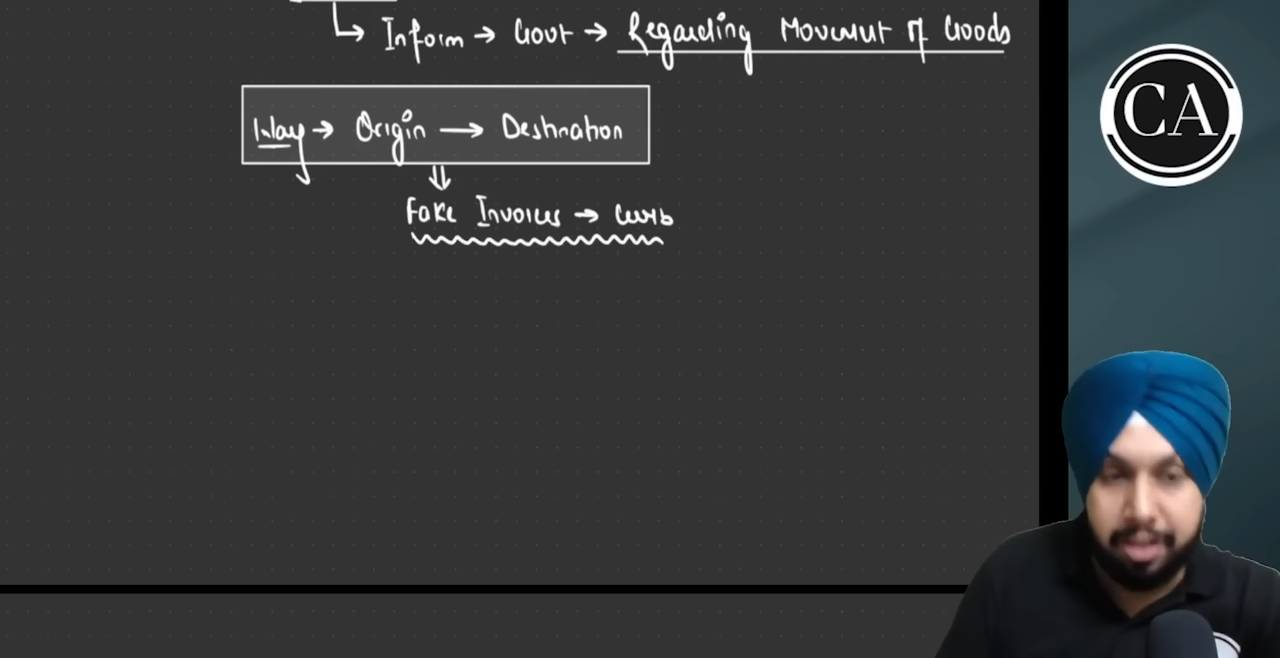 ↳ Inform → Govt → Regarding Movement of Goods
CA
Way → Origin → Destination
Fake Invoices → Curb